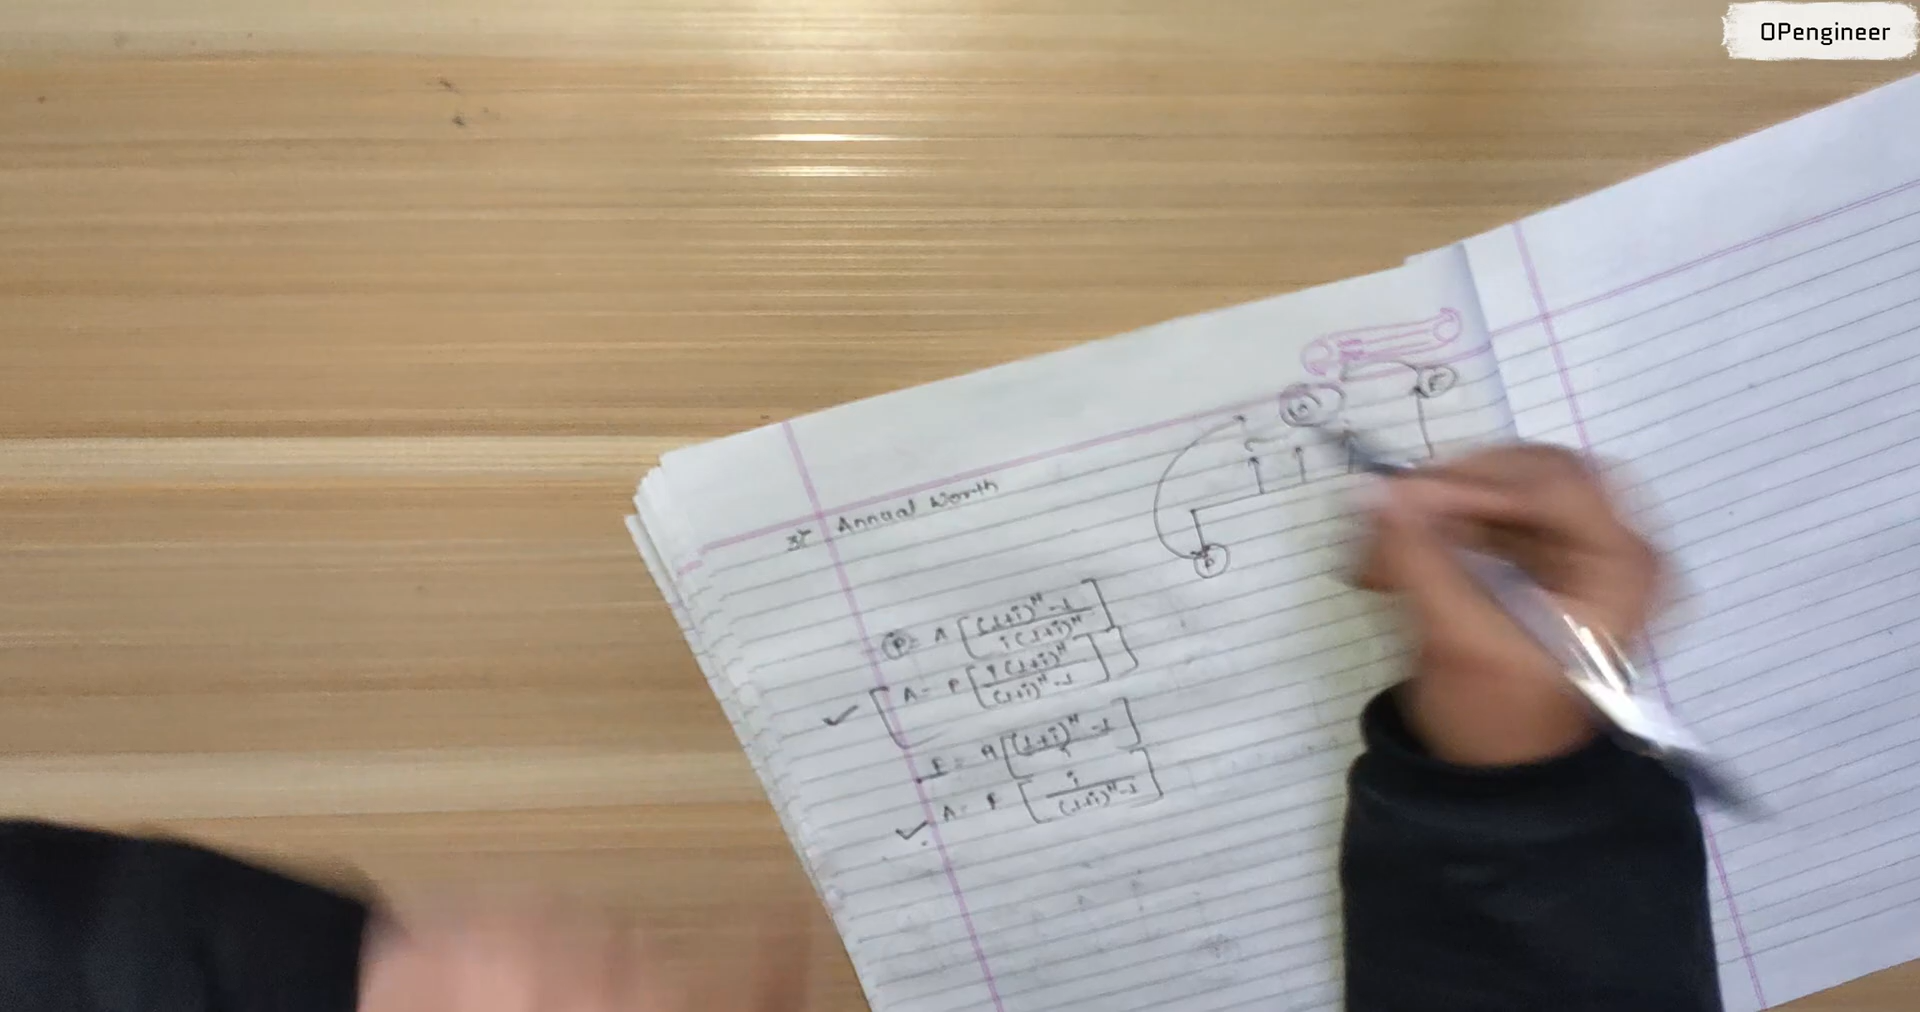 OPengineer
3) Annual Worth
F
P
P = A [ (1+i)^N - 1 / i(1+i)^N ]
A = P [ i(1+i)^N / (1+i)^N - 1 ]
F = A [ (1+i)^N - 1 / i ]
A = F [ i / (1+i)^N - 1 ]